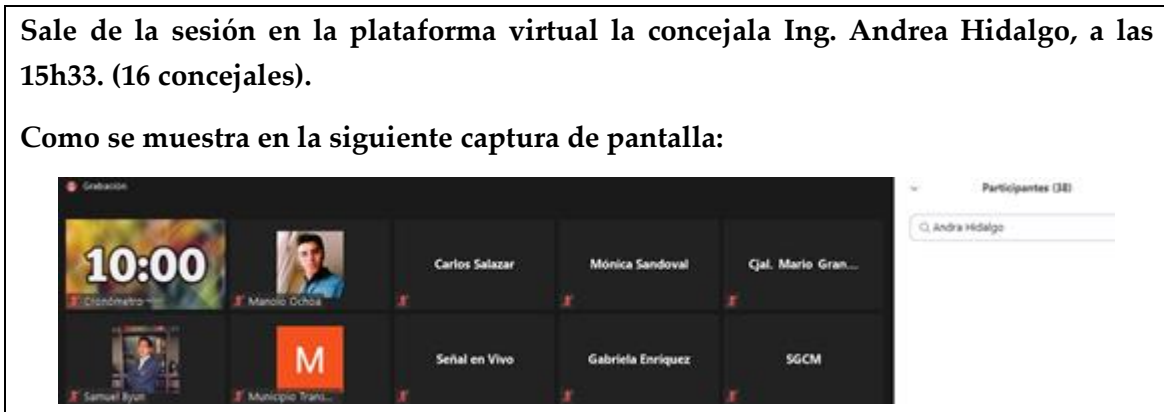 Sale de la sesión en la plataforma virtual la concejala Ing. Andrea Hidalgo, a las
15h33. (16 concejales).
Como se muestra en la siguiente captura de pantalla:
Grabación
Participantes (38)
Andra Hidalgo
10:00
Carlos Salazar
Mónica Sandoval
Cjal. Mario Gran...
Cronómetro
Manolo Ochoa
M
Señal en Vivo
Gabriela Enriquez
SGCM
Samuel Byun
Municipio Trans...